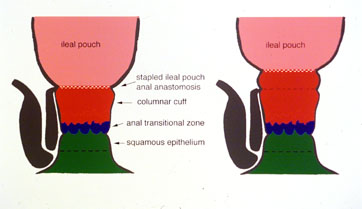 ileal pouch
ileal pouch
stapled ileal pouch
anal anastomosis
columnar cuff
anal transitional zone
squamous epithelium